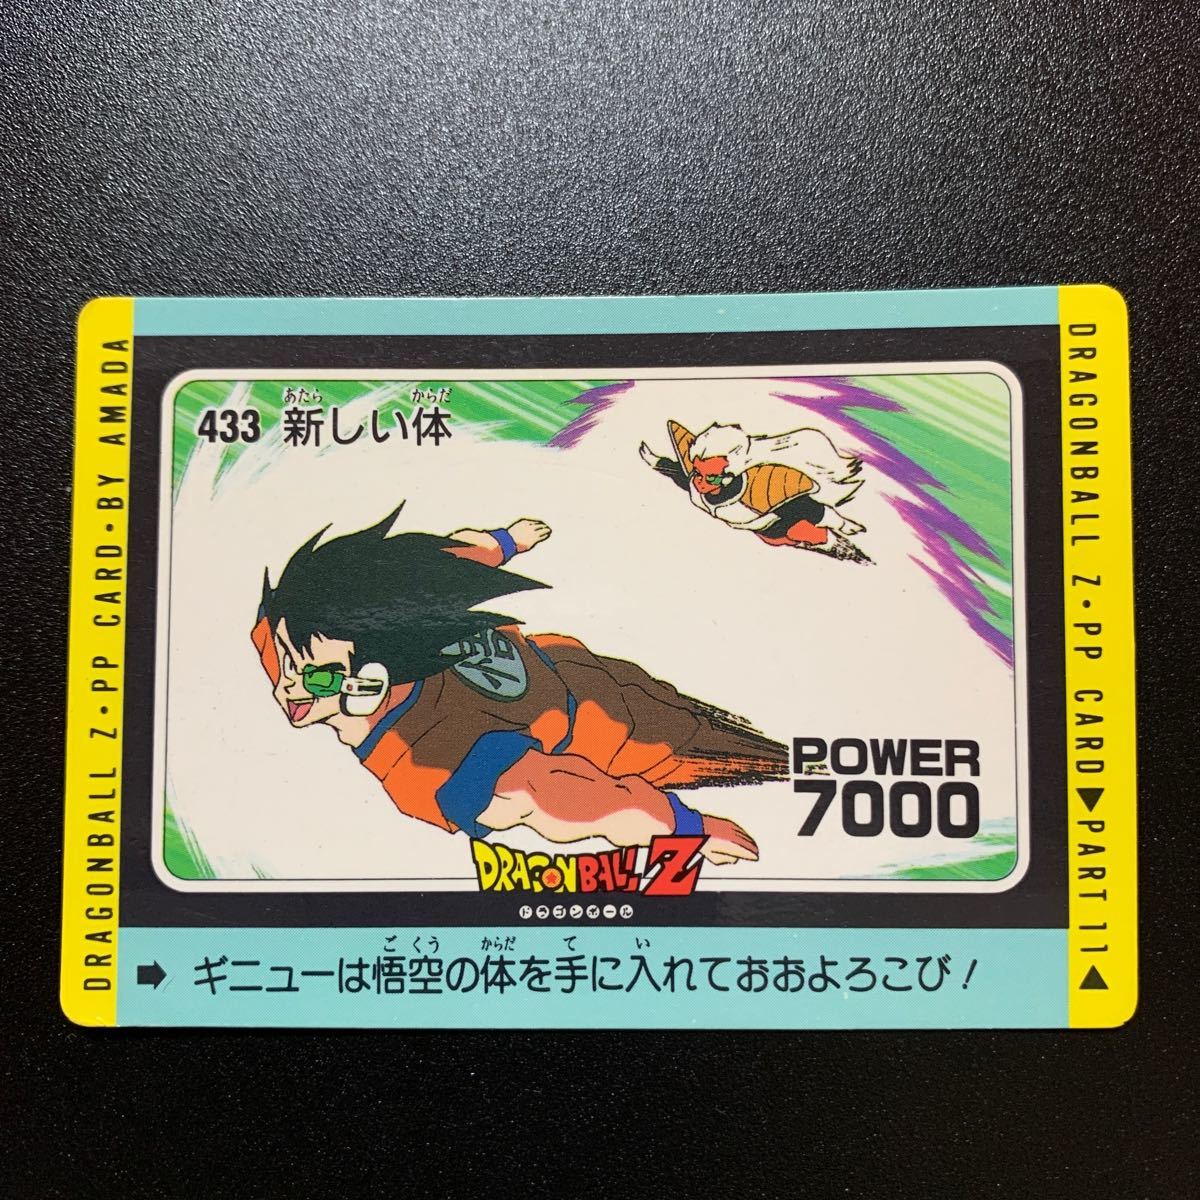 DRAGONBALL Z・PP CARD・BY AMADA
あたら からだ
433 新しい体
悟
POWER
7000
DRAGONBALL Z
ドラゴンボール
ごくう からだ て い
➡ ギニューは悟空の体を手に入れておおよろこび!
DRAGONBALL Z・PP CARD▶PART 11◀